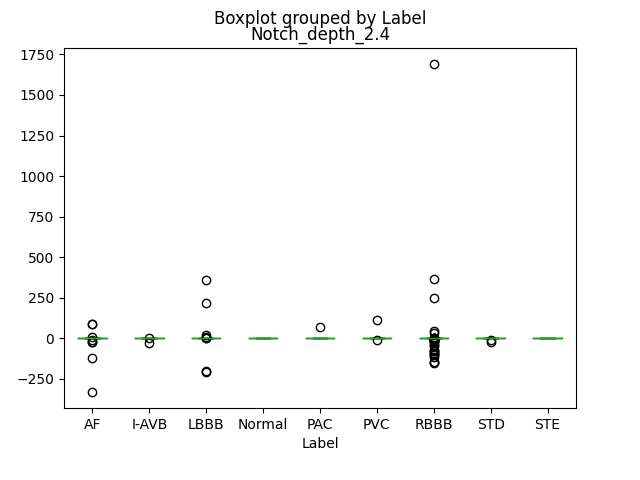 Boxplot grouped by Label
Notch_depth_2.4
1750
1500
1250
1000
750
500
250
0
−250
AF I-AVB LBBB Normal PAC PVC RBBB STD STE
Label